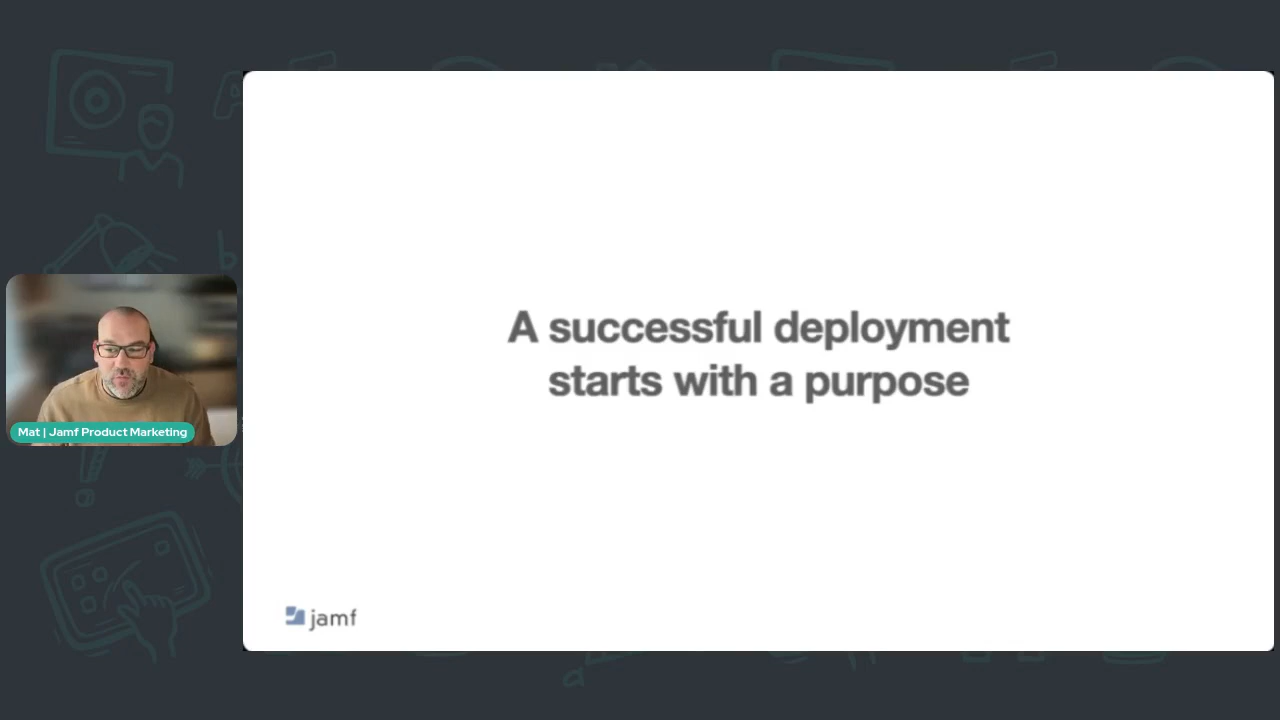 A successful deployment
starts with a purpose
Mat | Jamf Product Marketing
jamf